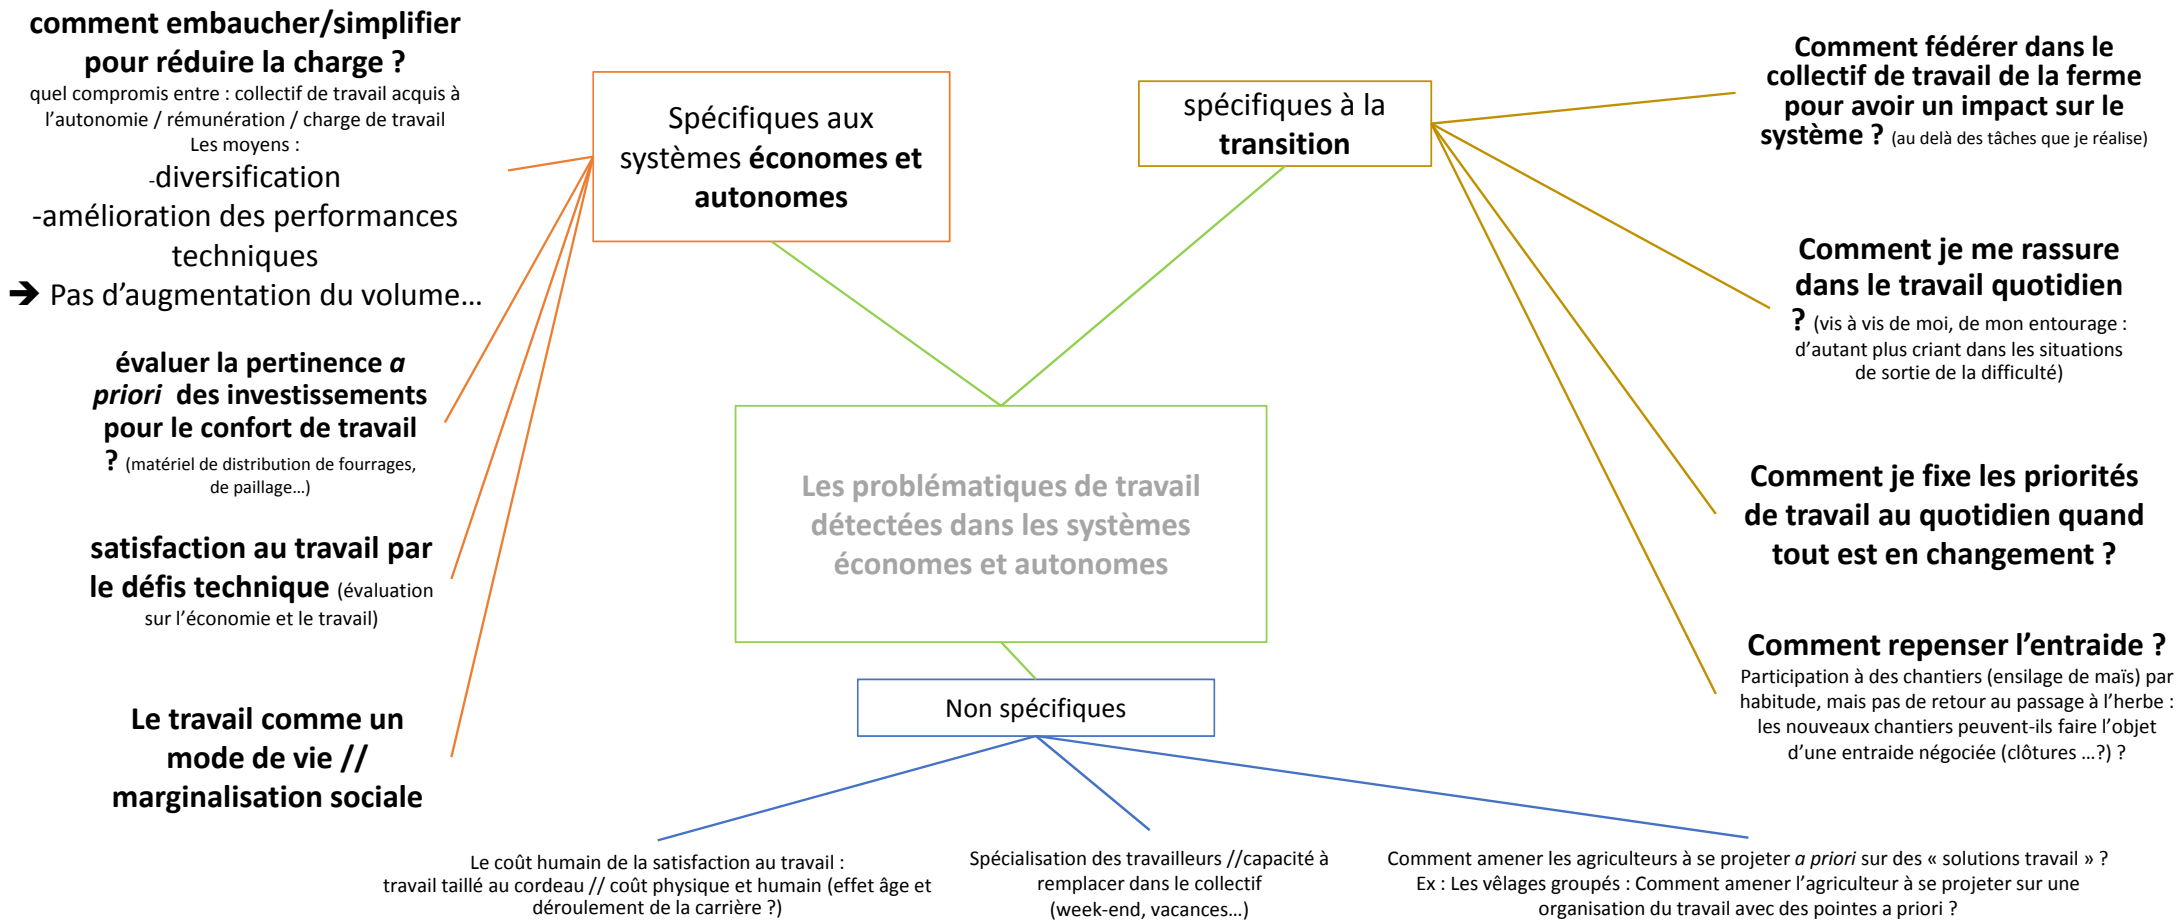 comment embaucher/simplifier
pour réduire la charge ?
quel compromis entre : collectif de travail acquis à
l'autonomie / rémunération / charge de travail
Les moyens :
-diversification
-amélioration des performances
techniques
➔ Pas d'augmentation du volume…
évaluer la pertinence a
priori des investissements
pour le confort de travail
? (matériel de distribution de fourrages,
de paillage…)
satisfaction au travail par
le défis technique (évaluation
sur l'économie et le travail)
Le travail comme un
mode de vie //
marginalisation sociale
Spécifiques aux
systèmes économes et
autonomes
spécifiques à la
transition
Les problématiques de travail
détectées dans les systèmes
économes et autonomes
Non spécifiques
Comment fédérer dans le
collectif de travail de la ferme
pour avoir un impact sur le
système ? (au delà des tâches que je réalise)
Comment je me rassure
dans le travail quotidien
? (vis à vis de moi, de mon entourage :
d'autant plus criant dans les situations
de sortie de la difficulté)
Comment je fixe les priorités
de travail au quotidien quand
tout est en changement ?
Comment repenser l'entraide ?
Participation à des chantiers (ensilage de maïs) par
habitude, mais pas de retour au passage à l'herbe :
les nouveaux chantiers peuvent-ils faire l'objet
d'une entraide négociée (clôtures …?) ?
Le coût humain de la satisfaction au travail :
travail taillé au cordeau // coût physique et humain (effet âge et
déroulement de la carrière ?)
Spécialisation des travailleurs //capacité à
remplacer dans le collectif
(week-end, vacances…)
Comment amener les agriculteurs à se projeter a priori sur des « solutions travail » ?
Ex : Les vêlages groupés : Comment amener l'agriculteur à se projeter sur une
organisation du travail avec des pointes a priori ?